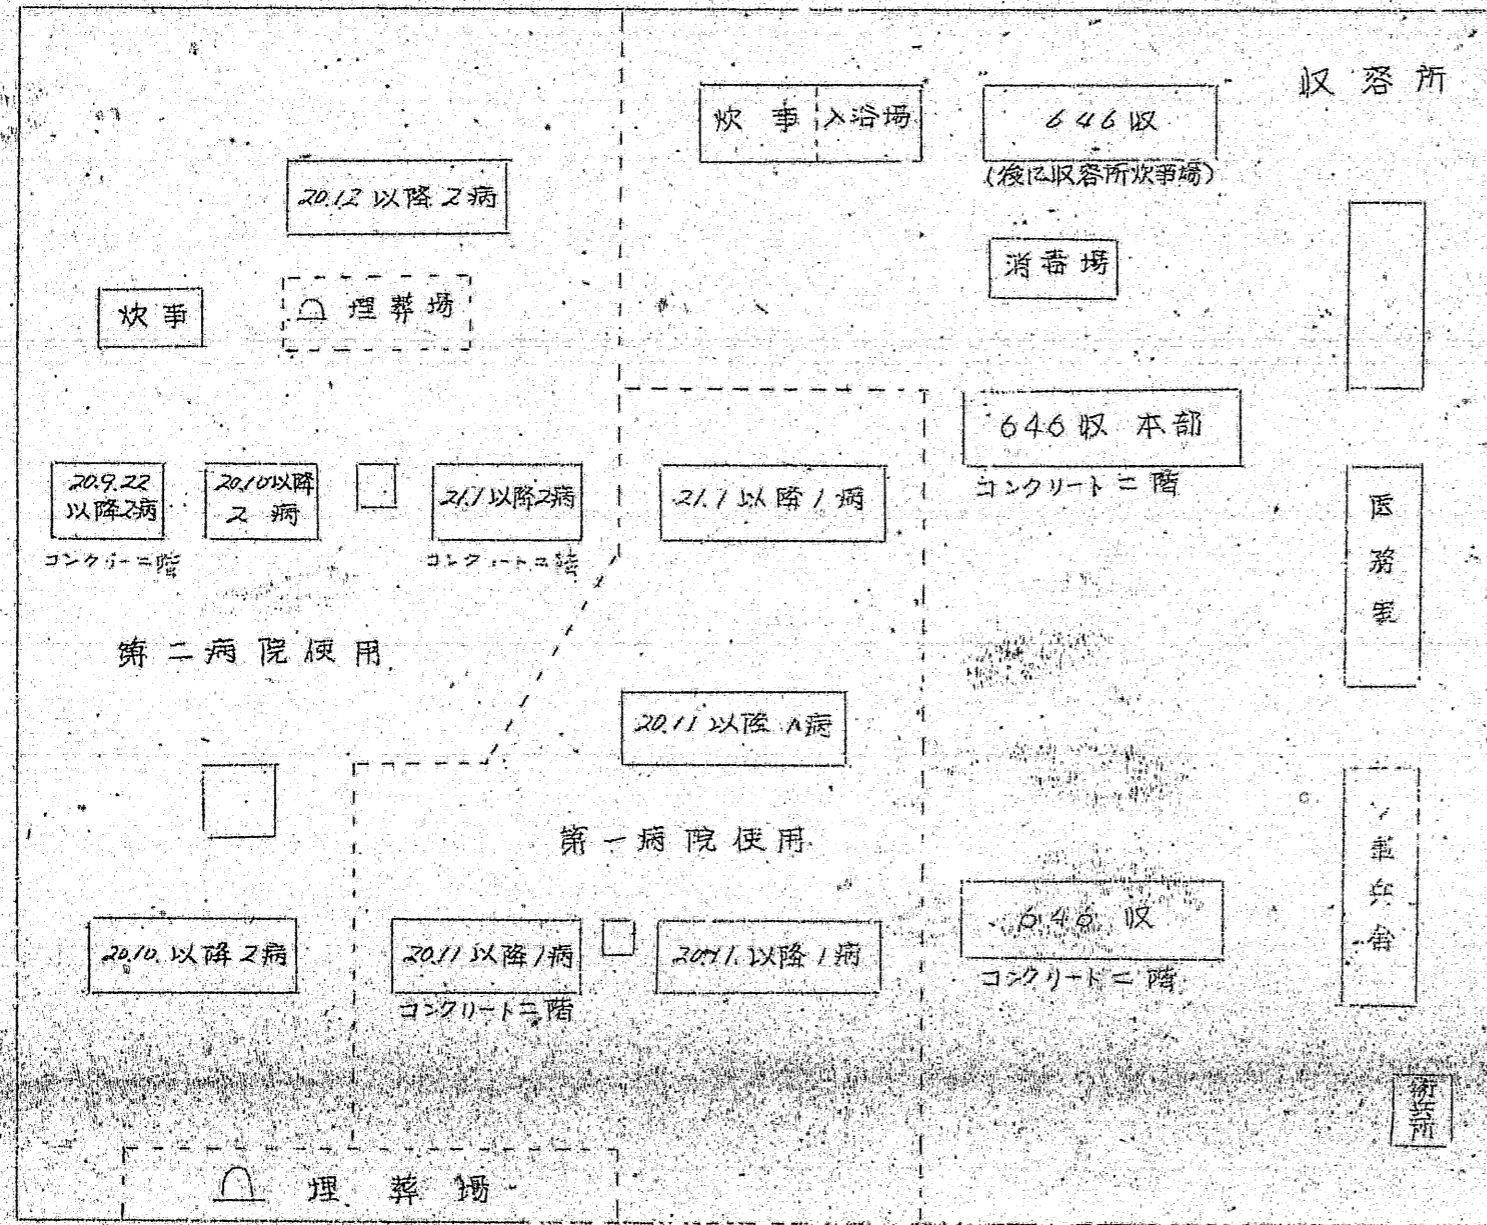 収容所
炊事 入浴場
646収
(後に収容所炊事場)
20.12以降2病
消毒場
炊事
埋葬場
646収 本部
コンクリート二階
20.9.22
以降2病
コンクリー二階
20.10以降
2病
21.1以降2病
コンクリート二階
21.1以降1病
医務室
第二病院使用
20.11以降 病
第一病院使用
ソ軍兵舎
20.10.以降2病
20.11以降1病
コンクリート二階
20.11.以降1病
646収
コンクリート二階
衛兵所
埋葬場